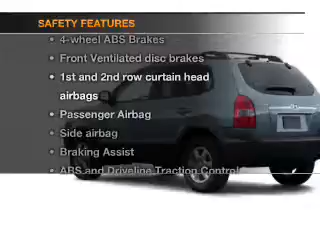 SAFETY FEATURES
• 4-wheel ABS Brakes
• Front Ventilated disc brakes
• 1st and 2nd row curtain head
airbags
• Passenger Airbag
• Side airbag
• Braking Assist
• ABS and Driveline Traction Control